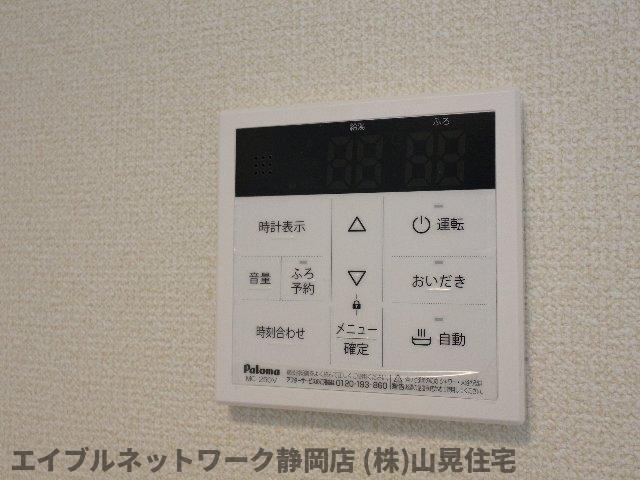 給湯 ふろ
時計表示
運転
音量
ふろ
予約
おいだき
時刻合わせ
メニュー
確定
自動
Paloma
MC-250V
0120-193-860
エイブルネットワーク静岡店 (株)山晃住宅